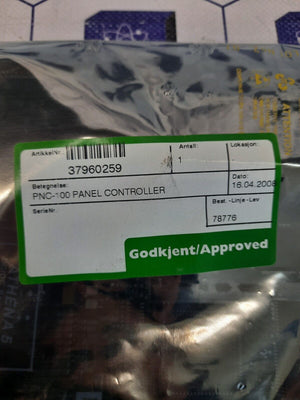 ArtikkelNr.
Antall:
Lokasjon:
37960259
1
Betegnelse:
Dato:
PNC-100 PANEL CONTROLLER
16.04.2008
SerieNr.
Best. -Linje -Lev
78776
Godkjent/Approved